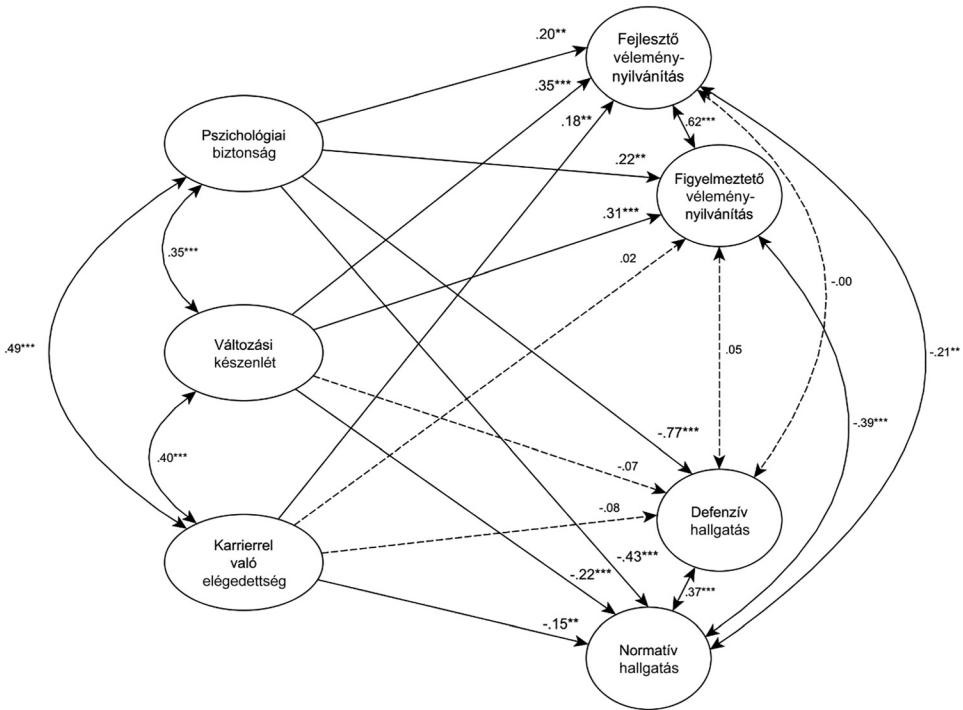 .20**
Fejlesztő
vélemény-
nyilvánítás
.35***
.18**
.62***
Pszichológiai
biztonság
.22**
Figyelmeztető
vélemény-
nyilvánítás
.31***
.35***
.02
-.00
.49***
Változási
készenlét
.05
-.21**
-.77***
-.39***
.40***
-.07
-.08
Defenzív
hallgatás
Karrierrel
való
elégedettség
-.43***
-.22***
.37***
-.15**
Normatív
hallgatás